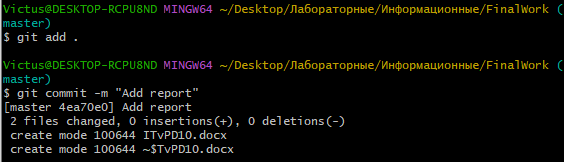 Victus@DESKTOP-RCPU8ND MINGW64 ~/Desktop/Лабораторные/Информационные/FinalWork (
master)
$ git add .
Victus@DESKTOP-RCPU8ND MINGW64 ~/Desktop/Лабораторные/Информационные/FinalWork (
master)
$ git commit -m "Add report"
[master 4ea70e0] Add report
 2 files changed, 0 insertions(+), 0 deletions(-)
 create mode 100644 ITvPD10.docx
 create mode 100644 ~$TvPD10.docx